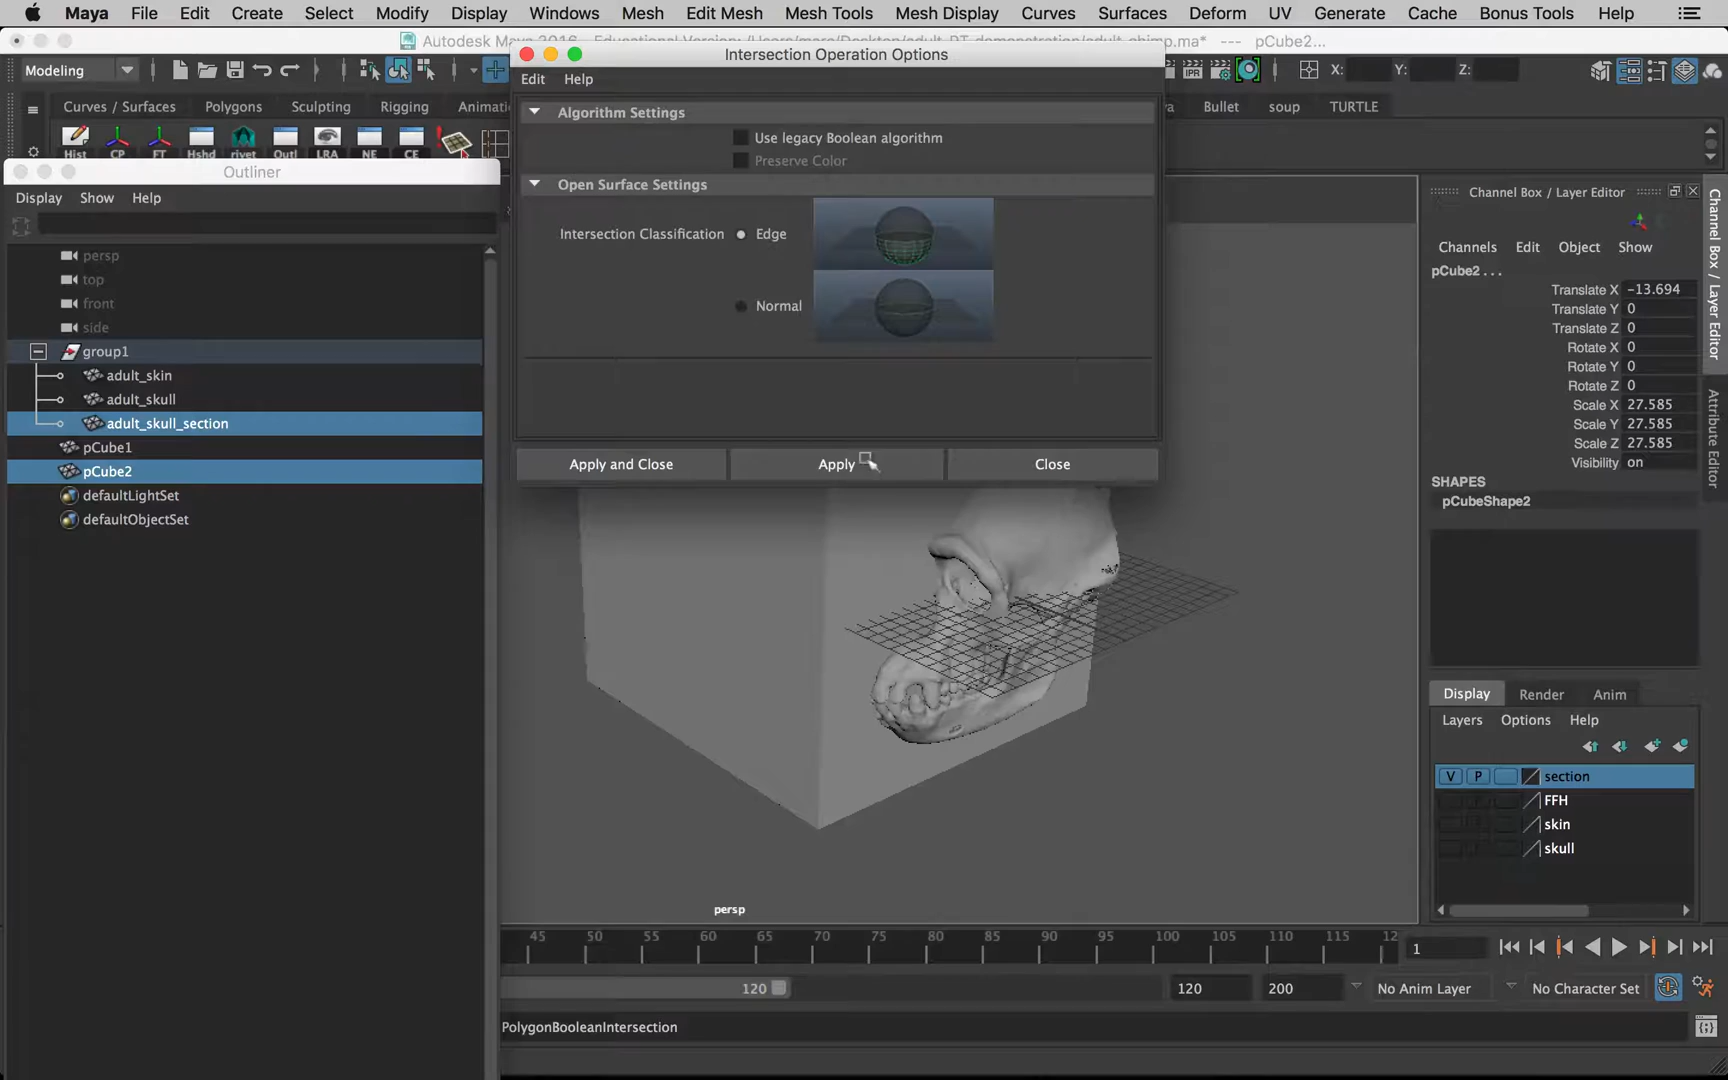 Maya File Edit Create Select Modify Display Windows Mesh Edit Mesh Mesh Tools Mesh Display Curves Surfaces Deform UV Generate Cache Bonus Tools Help
Autodesk Maya 2016
pCube2...
Intersection Operation Options
Modeling
IPR
X: Y: Z:
Edit Help
Curves / Surfaces Polygons Sculpting Rigging
Bullet soup TURTLE
Algorithm Settings
Use legacy Boolean algorithm
Preserve Color
Hist CP FT Hshd rivet Outl LRA NE CE
Outliner
Display Show Help
Open Surface Settings
Intersection Classification Edge
Normal
Apply and Close Apply Close
persp
top
front
side
group1
adult_skin
adult_skull
adult_skull_section
pCube1
pCube2
defaultLightSet
defaultObjectSet
persp
Channel Box / Layer Editor
Channels Edit Object Show
pCube2 ...
Translate X -13.694
Translate Y 0
Translate Z 0
Rotate X 0
Rotate Y 0
Rotate Z 0
Scale X 27.585
Scale Y 27.585
Scale Z 27.585
Visibility on
SHAPES
pCubeShape2
Channel Box / Layer Editor
Attribute Editor
Display Render Anim
Layers Options Help
V P section
FFH
skin
skull
45 50 55 60 65 70 75 80 85 90 95 100 105 110 115 12
1
120 120 200 No Anim Layer No Character Set
PolygonBooleanIntersection